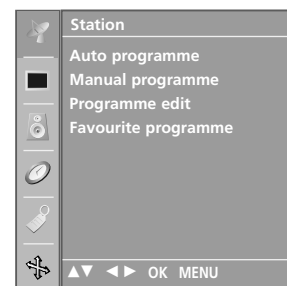 Station
Auto programme
Manual programme
Programme edit
Favourite programme
▲▼ ◄► OK MENU